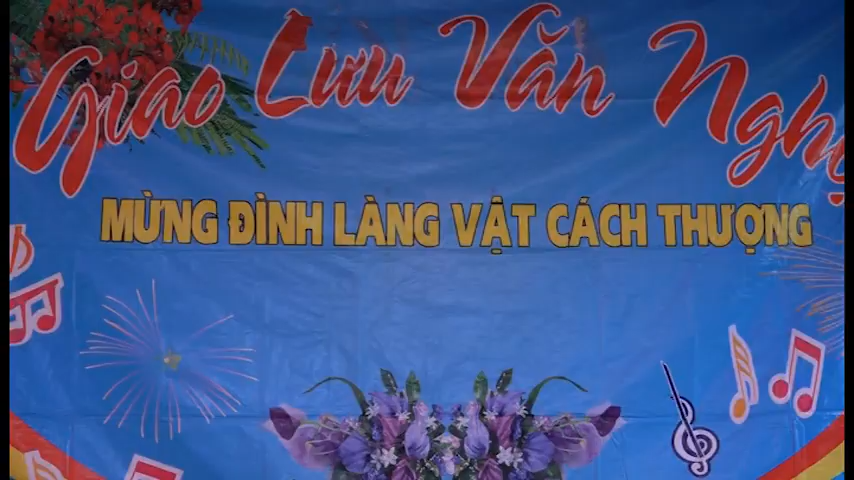 Giao Lưu Văn Nghệ
MỪNG ĐÌNH LÀNG VẬT CÁCH THƯỢNG